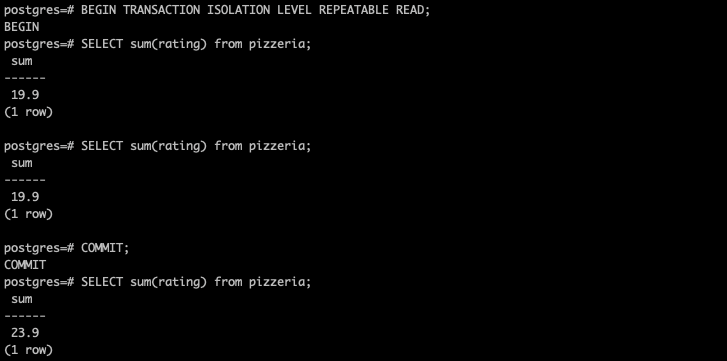 postgres=# BEGIN TRANSACTION ISOLATION LEVEL REPEATABLE READ;
BEGIN
postgres=# SELECT sum(rating) from pizzeria;
 sum
------
 19.9
(1 row)

postgres=# SELECT sum(rating) from pizzeria;
 sum
------
 19.9
(1 row)

postgres=# COMMIT;
COMMIT
postgres=# SELECT sum(rating) from pizzeria;
 sum
------
 23.9
(1 row)